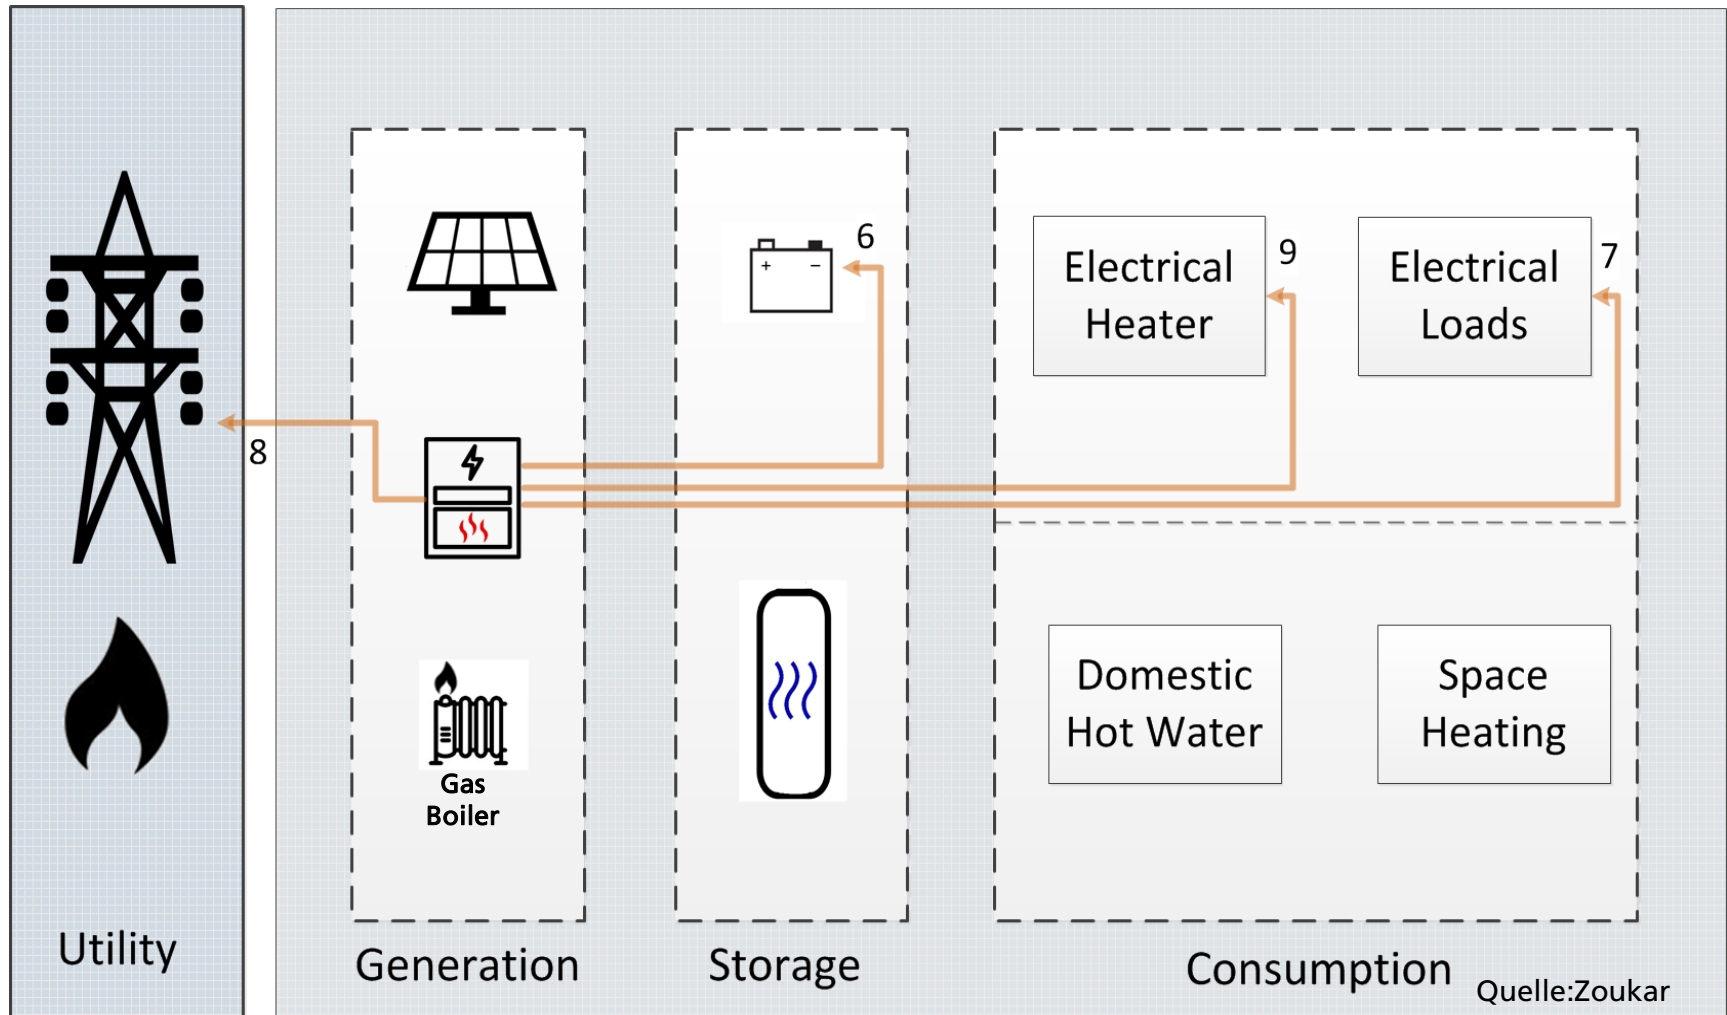 6
Electrical
Heater
9
Electrical
Loads
7
8
Gas
Boiler
Domestic
Hot Water
Space
Heating
Utility
Generation
Storage
Consumption
Quelle:Zoukar